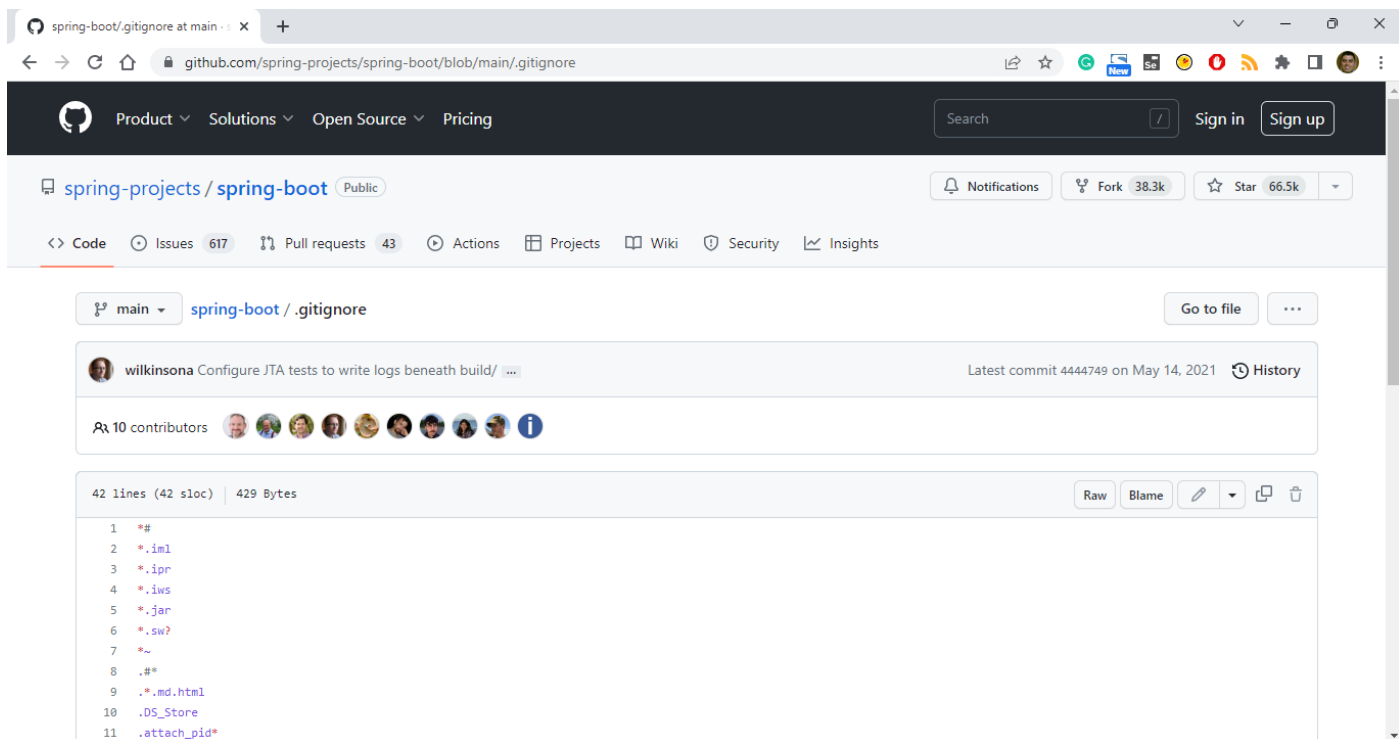 spring-boot/.gitignore at main · s
github.com/spring-projects/spring-boot/blob/main/.gitignore
New
Se
Product Solutions Open Source Pricing Search / Sign in Sign up
spring-projects / spring-boot Public Notifications Fork 38.3k Star 66.5k
<> Code Issues 617 Pull requests 43 Actions Projects Wiki Security Insights
main spring-boot / .gitignore Go to file ...
wilkinsona Configure JTA tests to write logs beneath build/ ... Latest commit 4444749 on May 14, 2021 History
10 contributors
42 lines (42 sloc) 429 Bytes Raw Blame
1 *#
2 *.iml
3 *.ipr
4 *.iws
5 *.jar
6 *.sw?
7 *~
8 .#*
9 .*.md.html
10 .DS_Store
11 .attach_pid*